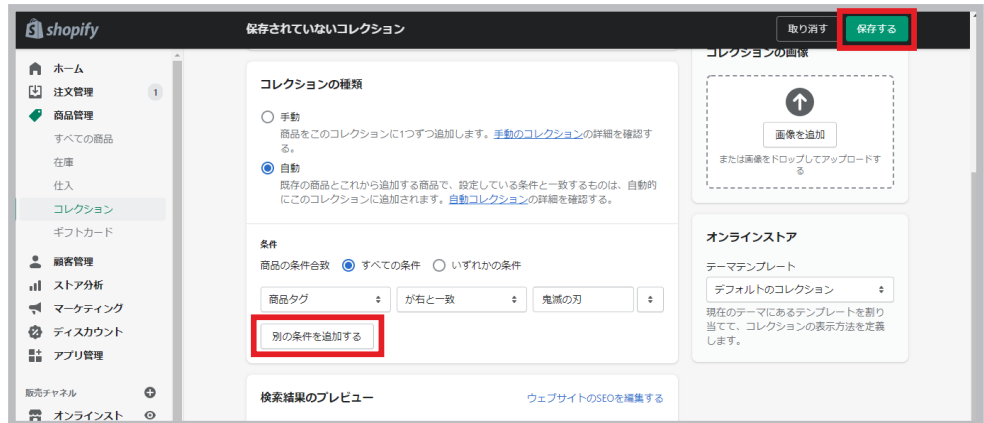 shopify
保存されていないコレクション
取り消す
保存する
ホーム
注文管理
1
商品管理
すべての商品
在庫
仕入
コレクション
ギフトカード
顧客管理
ストア分析
マーケティング
ディスカウント
アプリ管理
販売チャネル
オンラインスト
コレクションの種類
手動
商品をこのコレクションに1つずつ追加します。手動のコレクションの詳細を確認す
る。
自動
既存の商品とこれから追加する商品で、設定している条件と一致するものは、自動的
にこのコレクションに追加されます。自動コレクションの詳細を確認する。
条件
商品の条件合致 すべての条件 いずれかの条件
商品タグ が右と一致 鬼滅の刃
別の条件を追加する
検索結果のプレビュー
ウェブサイトのSEOを編集する
コレクションの画像
画像を追加
または画像をドロップしてアップロードす
る
オンラインストア
テーマテンプレート
デフォルトのコレクション
現在のテーマにあるテンプレートを割り
当てて、コレクションの表示方法を定義
します。